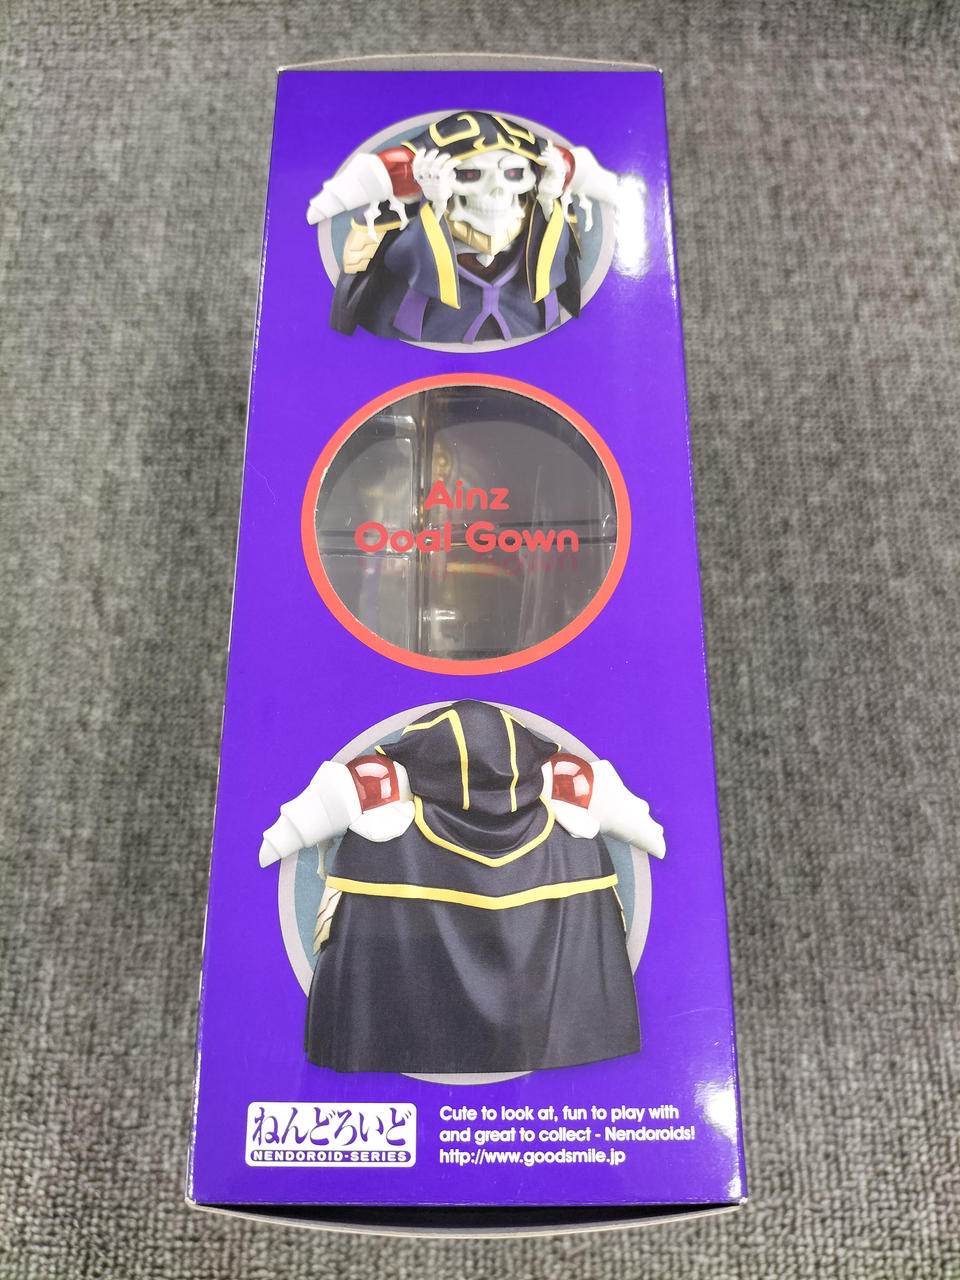 Ainz
Ooal Gown
ねんどろいど
NENDOROID-SERIES
Cute to look at, fun to play with
and great to collect - Nendoroids!
http://www.goodsmile.jp